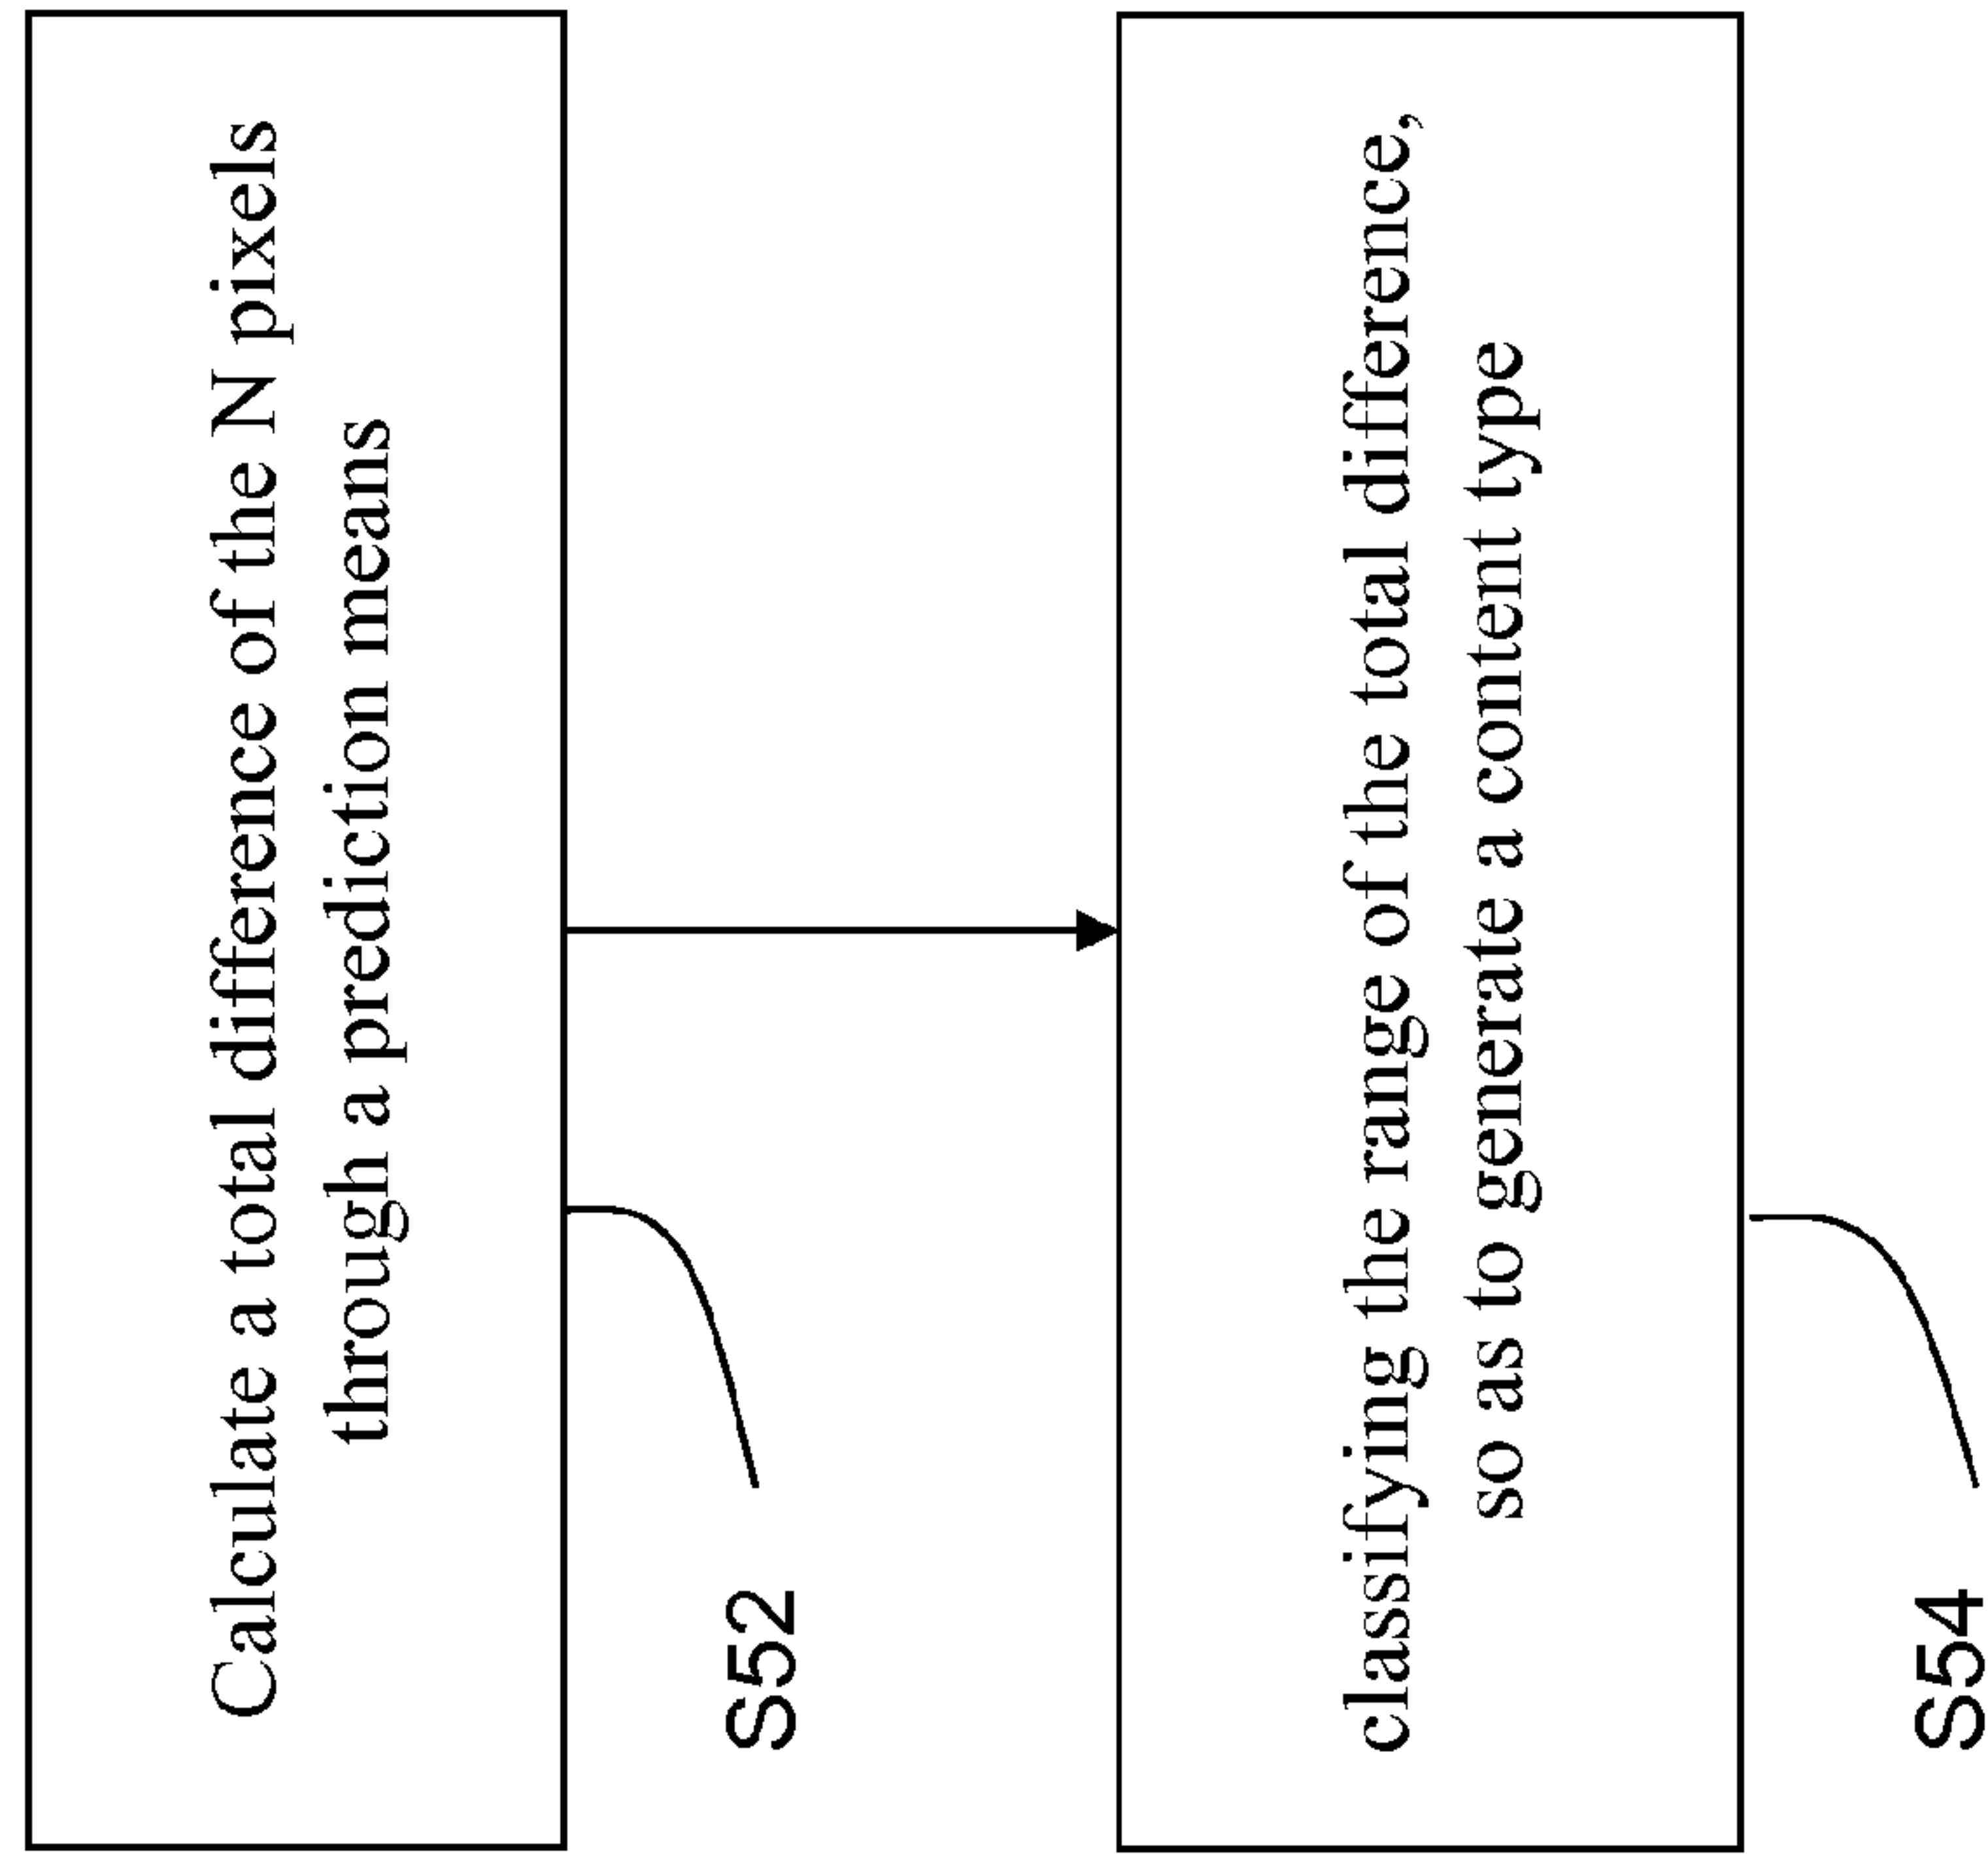 Calculate a total difference of the N pixels
through a prediction means
S52
classifying the range of the total difference,
so as to generate a content type
S54